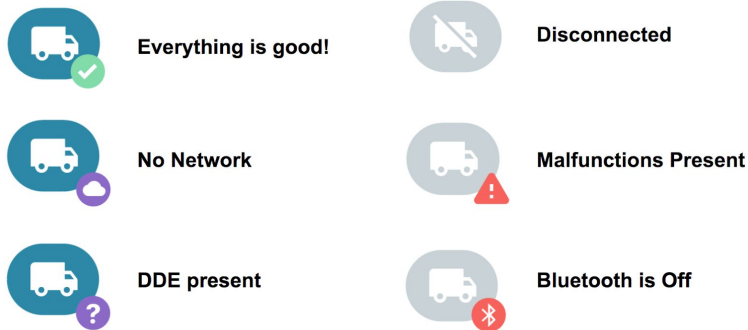 Everything is good!
Disconnected
No Network
Malfunctions Present
DDE present
?
Bluetooth is Off